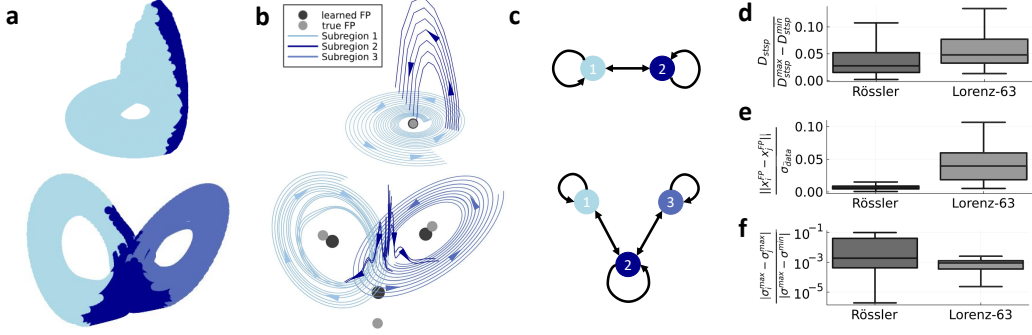 a
b
learned FP
true FP
Subregion 1
Subregion 2
Subregion 3
c
1
2
1
3
2
d
D_stsp
D_stsp^max − D_stsp^min
0.10
0.05
0.00
Rössler
Lorenz-63
e
||x_i^FP − x_j^FP||_i
σ_data
0.10
0.05
0.00
Rössler
Lorenz-63
f
|σ_i^max − σ_j^max|
|σ^max − σ^min|
10⁻¹
10⁻³
10⁻⁵
Rössler
Lorenz-63